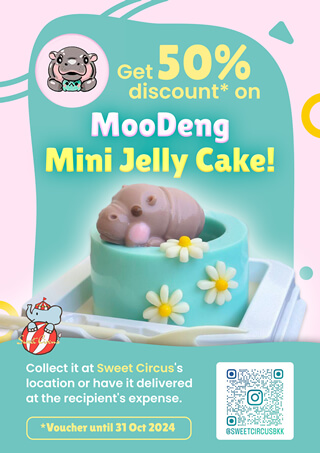 Get 50%
discount* on
MooDeng
Mini Jelly Cake!
Collect it at Sweet Circus's
location or have it delivered
at the recipient's expense.
*Voucher until 31 Oct 2024
@SWEETCIRCUSBKK